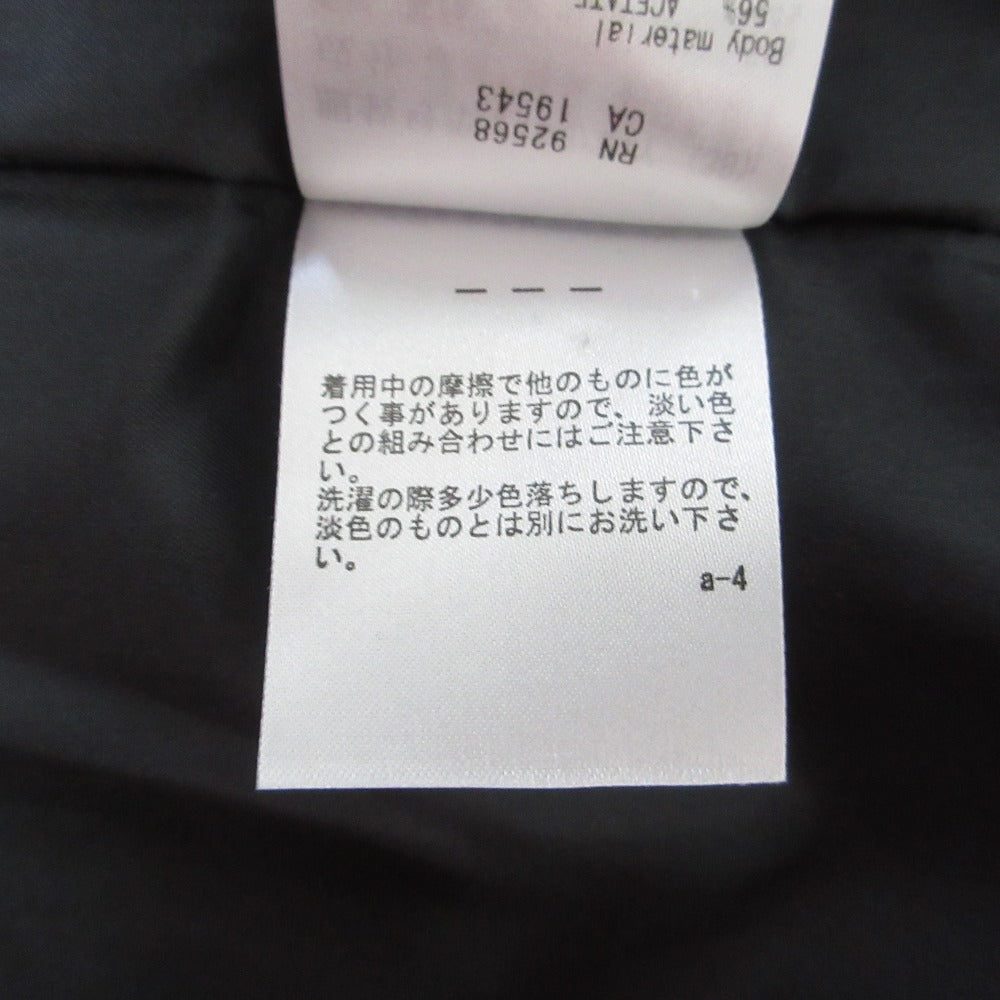 56% ACETATE
Body material
CA 19543
RN 92568
— — —
着用中の摩擦で他のものに色が
つく事がありますので、淡い色
との組み合わせにはご注意下さ
い。
洗濯の際多少色落ちしますので、
淡色のものとは別にお洗い下さ
い。
a-4